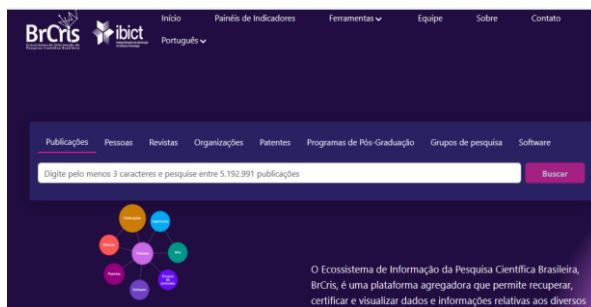 BrCris
ibict
Início Painéis de Indicadores Ferramentas Equipe Sobre Contato
Português
Publicações Pessoas Revistas Organizações Patentes Programas de Pós-Graduação Grupos de pesquisa Software
Digite pelo menos 3 caracteres e pesquise entre 5.192.991 publicações
Buscar
O Ecossistema de Informação da Pesquisa Científica Brasileira,
BrCris, é uma plataforma agregadora que permite recuperar,
certificar e visualizar dados e informações relativas aos diversos